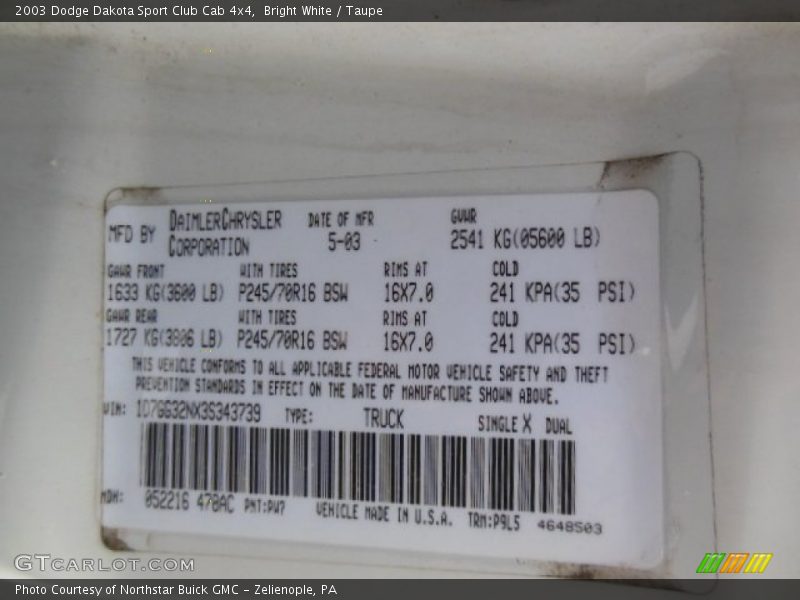 2003 Dodge Dakota Sport Club Cab 4x4, Bright White / Taupe
MFD BY DAIMLERCHRYSLER CORPORATION DATE OF MFR 5-03 GVWR 2541 KG(05600 LB)
GAWR FRONT WITH TIRES RIMS AT COLD
1633 KG(3600 LB) P245/70R16 BSW 16X7.0 241 KPA(35 PSI)
GAWR REAR WITH TIRES RIMS AT COLD
1727 KG(3806 LB) P245/70R16 BSW 16X7.0 241 KPA(35 PSI)
THIS VEHICLE CONFORMS TO ALL APPLICABLE FEDERAL MOTOR VEHICLE SAFETY AND THEFT
PREVENTION STANDARDS IN EFFECT ON THE DATE OF MANUFACTURE SHOWN ABOVE.
VIN: 1D7GG32NX3S343739 TYPE: TRUCK SINGLE X DUAL
MDH: 052216 470AC PNT:PW7 VEHICLE MADE IN U.S.A. TRM:P9L5 4648503
GTCARLOT.COM
Photo Courtesy of Northstar Buick GMC - Zelienople, PA